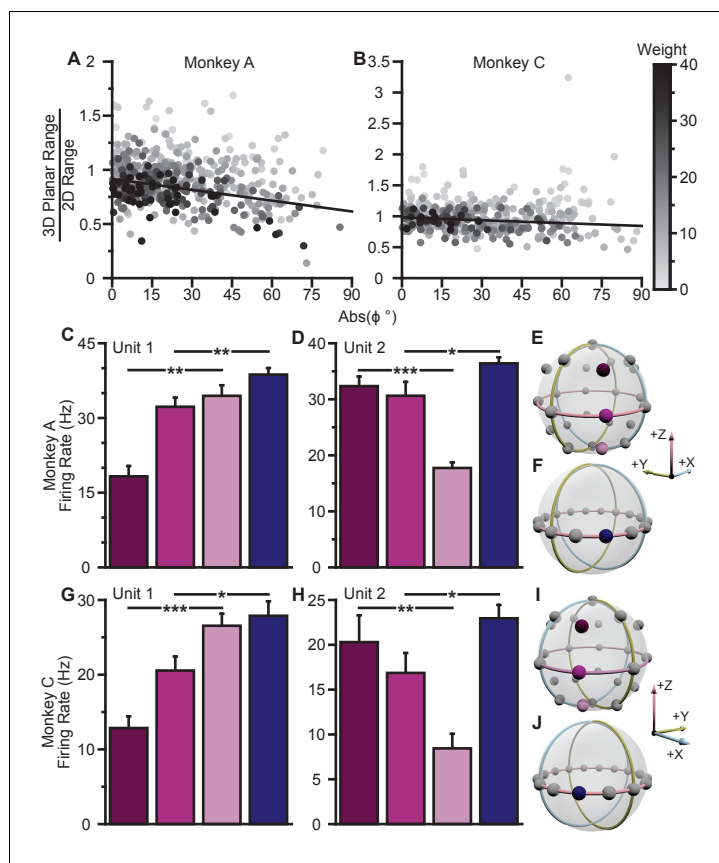 A Monkey A
B Monkey C
Weight
3D Planar Range
2D Range
2
1.5
1
0.5
0
3.5
3
2.5
2
1.5
1
0.5
0
40
30
20
10
0
0 15 30 45 60 75 90
0 15 30 45 60 75 90
Abs(ϕ °)
C Unit 1
** **
Monkey A
Firing Rate (Hz)
45
30
15
0
D Unit 2
*** *
40
30
20
10
0
E
+Z
+Y +X
F
G Unit 1
*** *
Monkey C
Firing Rate (Hz)
30
20
10
0
H Unit 2
** *
25
20
15
10
5
0
I
+Z
+Y
+X
J